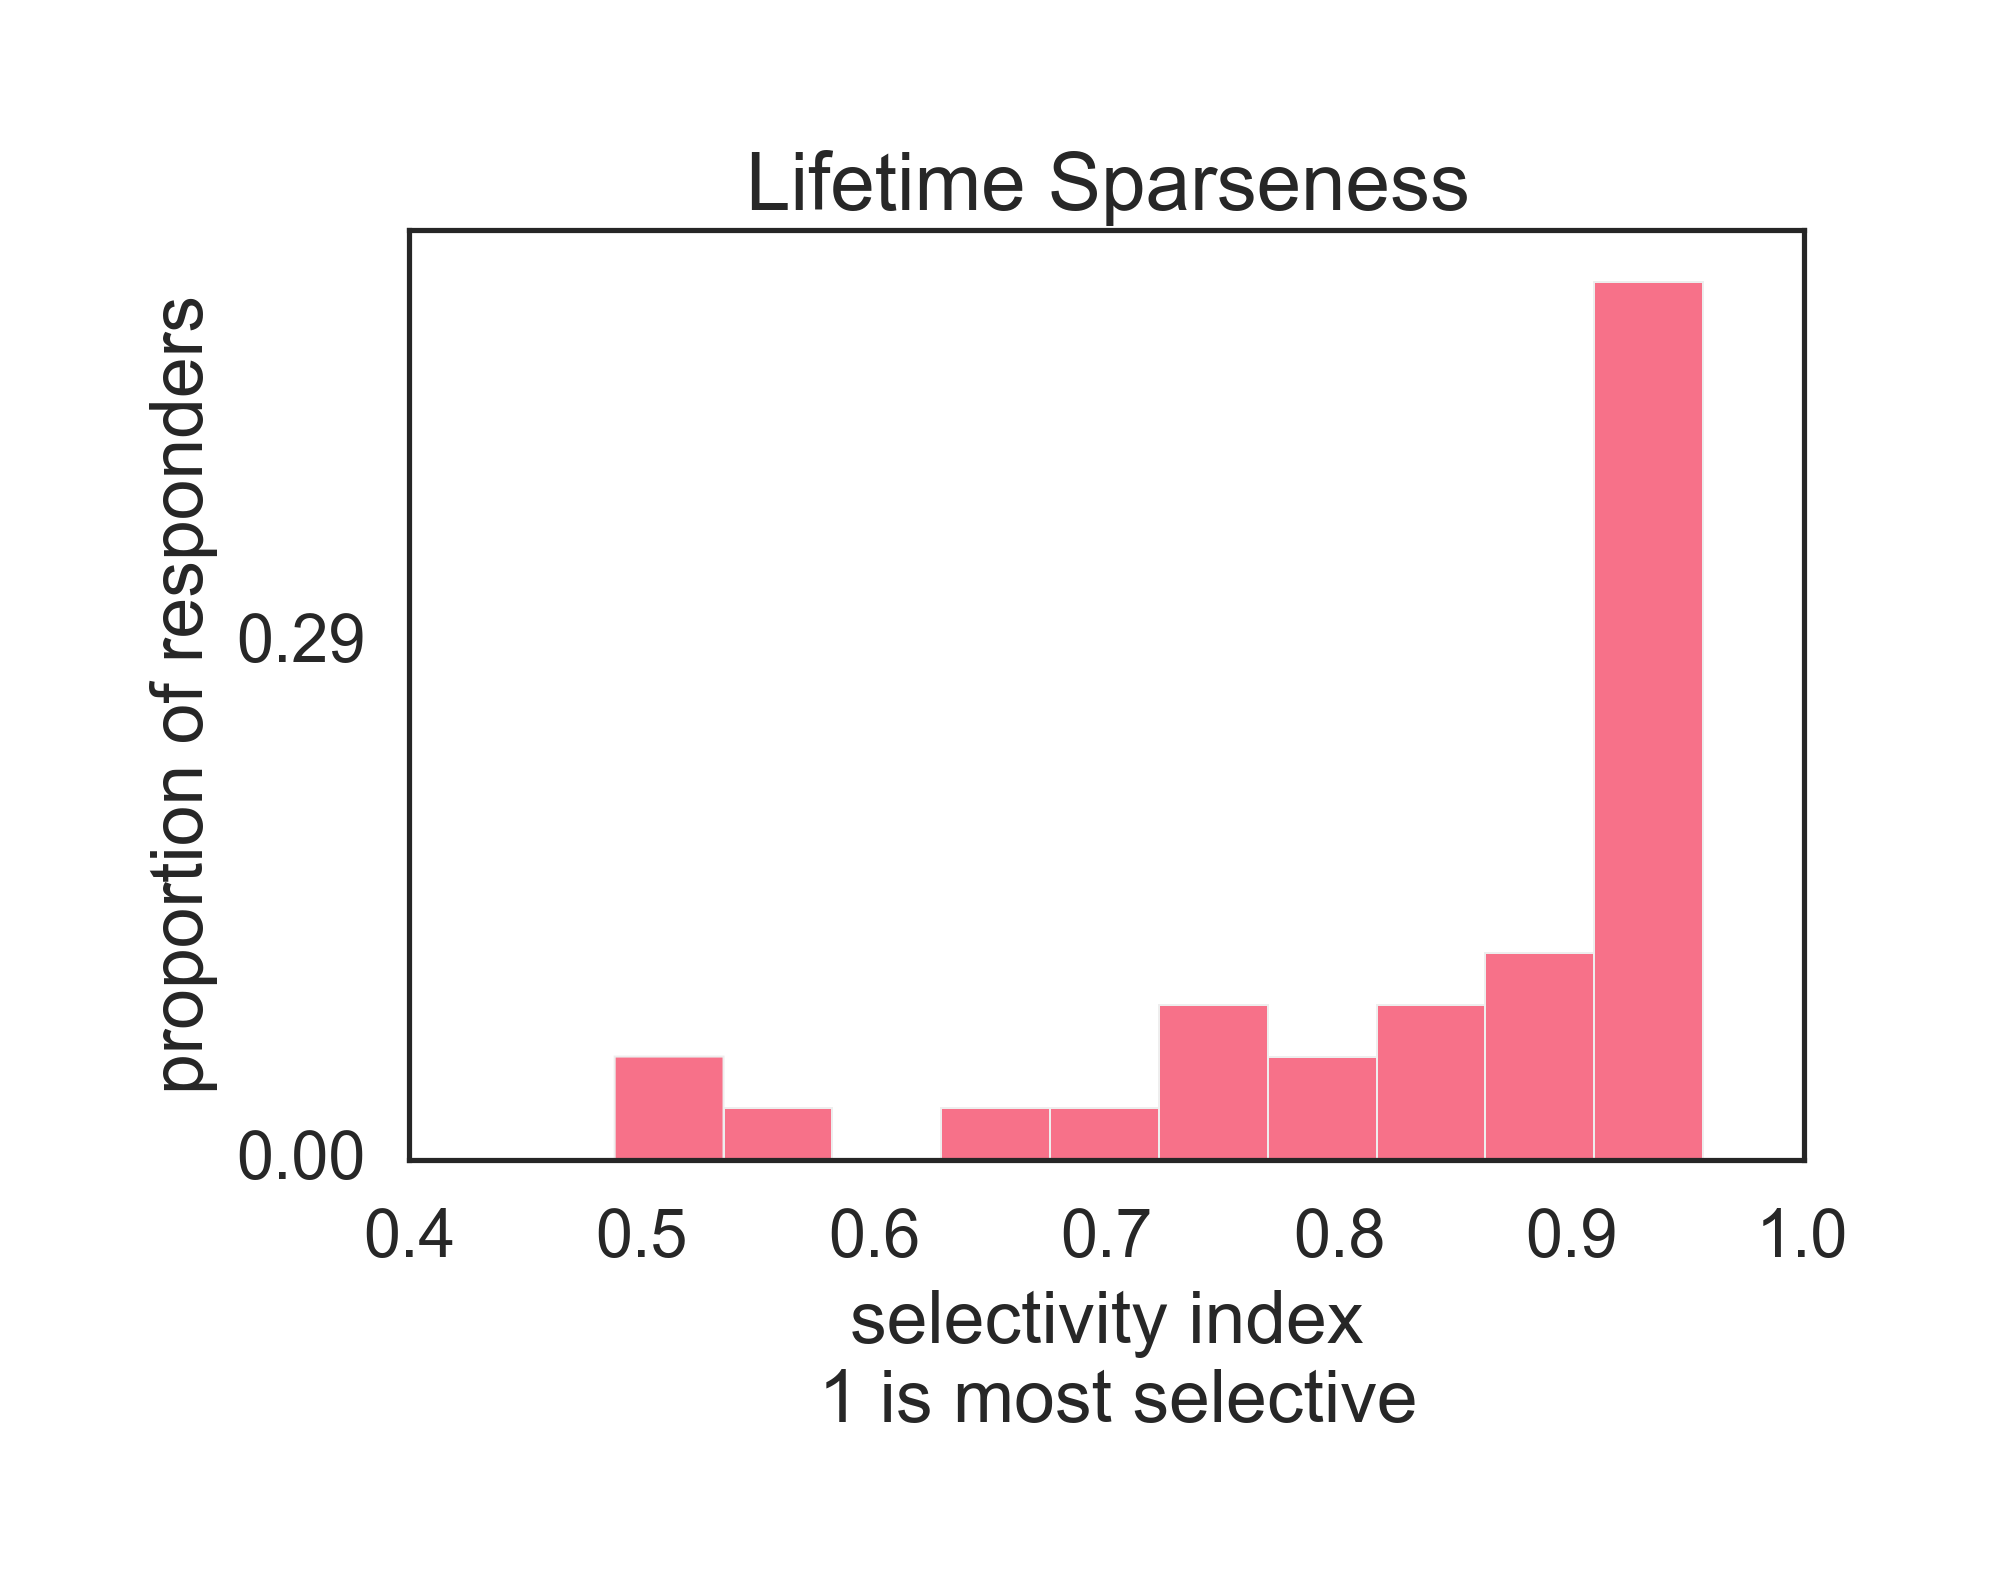 Lifetime Sparseness
proportion of responders
0.29
0.00
0.4 0.5 0.6 0.7 0.8 0.9 1.0
selectivity index
1 is most selective